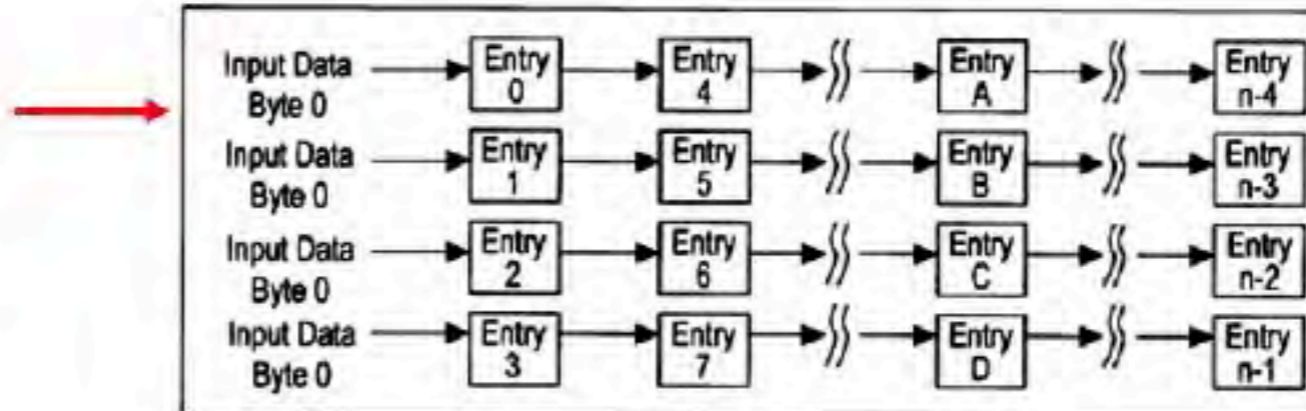 Input Data Entry Entry Entry Entry
Byte 0 0 4 A n-4
Input Data Entry Entry Entry Entry
Byte 0 1 5 B n-3
Input Data Entry Entry Entry Entry
Byte 0 2 6 C n-2
Input Data Entry Entry Entry Entry
Byte 0 3 7 D n-1